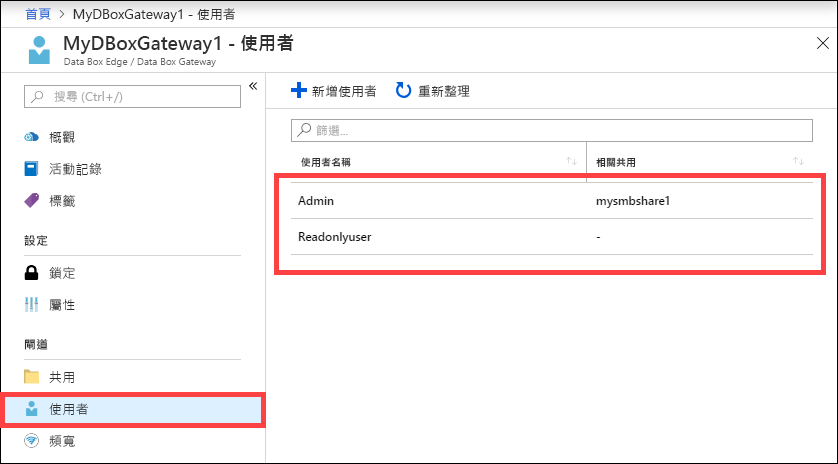 首頁 > MyDBoxGateway1 - 使用者
MyDBoxGateway1 - 使用者
Data Box Edge / Data Box Gateway
搜尋 (Ctrl+/)
概觀
活動記錄
標籤
設定
鎖定
屬性
閘道
共用
使用者
頻寬
新增使用者 重新整理
篩選...
使用者名稱 相關共用
Admin mysmbshare1
Readonlyuser -